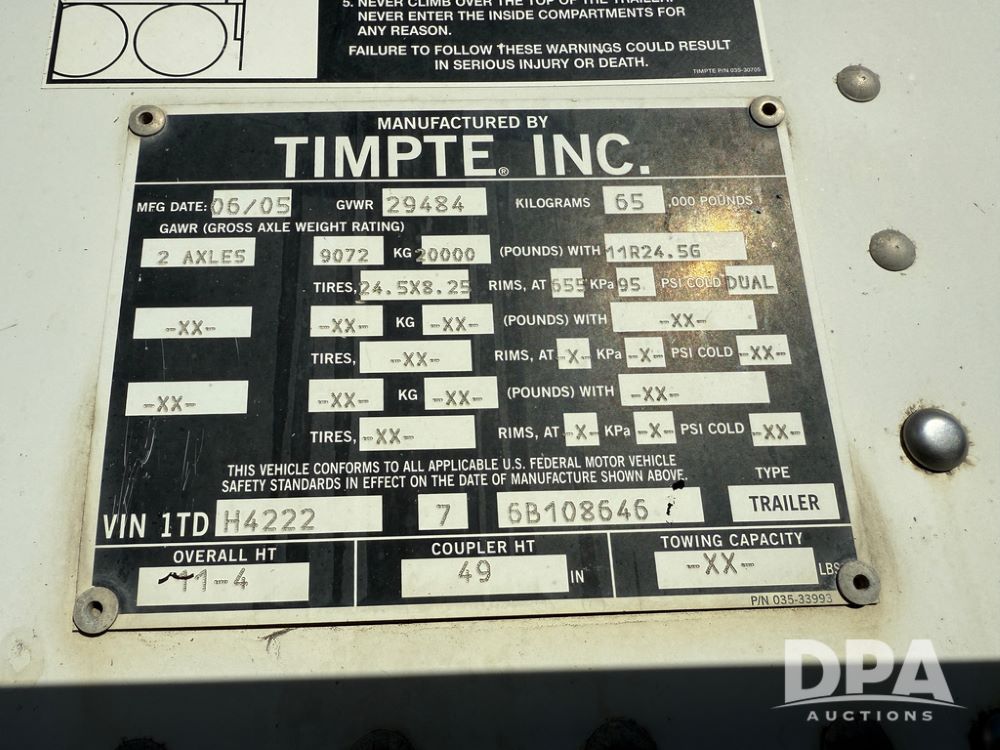 5. NEVER CLIMB OVER THE TOP OF THE TRAILER.
NEVER ENTER THE INSIDE COMPARTMENTS FOR
ANY REASON.
FAILURE TO FOLLOW THESE WARNINGS COULD RESULT
IN SERIOUS INJURY OR DEATH.
TIMPTE P/N 035-30705
MANUFACTURED BY
TIMPTE® INC.
MFG DATE: 06/05 GVWR 29484 KILOGRAMS 65 ,000 POUNDS
GAWR (GROSS AXLE WEIGHT RATING)
2 AXLES 9072 KG 20000 (POUNDS) WITH 11R24.5G
TIRES, 24.5X8.25 RIMS, AT 655 KPa 95 PSI COLD DUAL
-XX- -XX- KG -XX- (POUNDS) WITH -XX-
TIRES, -XX- RIMS, AT -X- KPa -X- PSI COLD -XX-
-XX- -XX- KG -XX- (POUNDS) WITH -XX-
TIRES, -XX- RIMS, AT -X- KPa -X- PSI COLD -XX-
THIS VEHICLE CONFORMS TO ALL APPLICABLE U.S. FEDERAL MOTOR VEHICLE
SAFETY STANDARDS IN EFFECT ON THE DATE OF MANUFACTURE SHOWN ABOVE.
TYPE
VIN 1TD H4222 7 6B108646 TRAILER
OVERALL HT COUPLER HT TOWING CAPACITY
11-4 49 IN -XX- LBS
P/N 035-33993
DPA
AUCTIONS